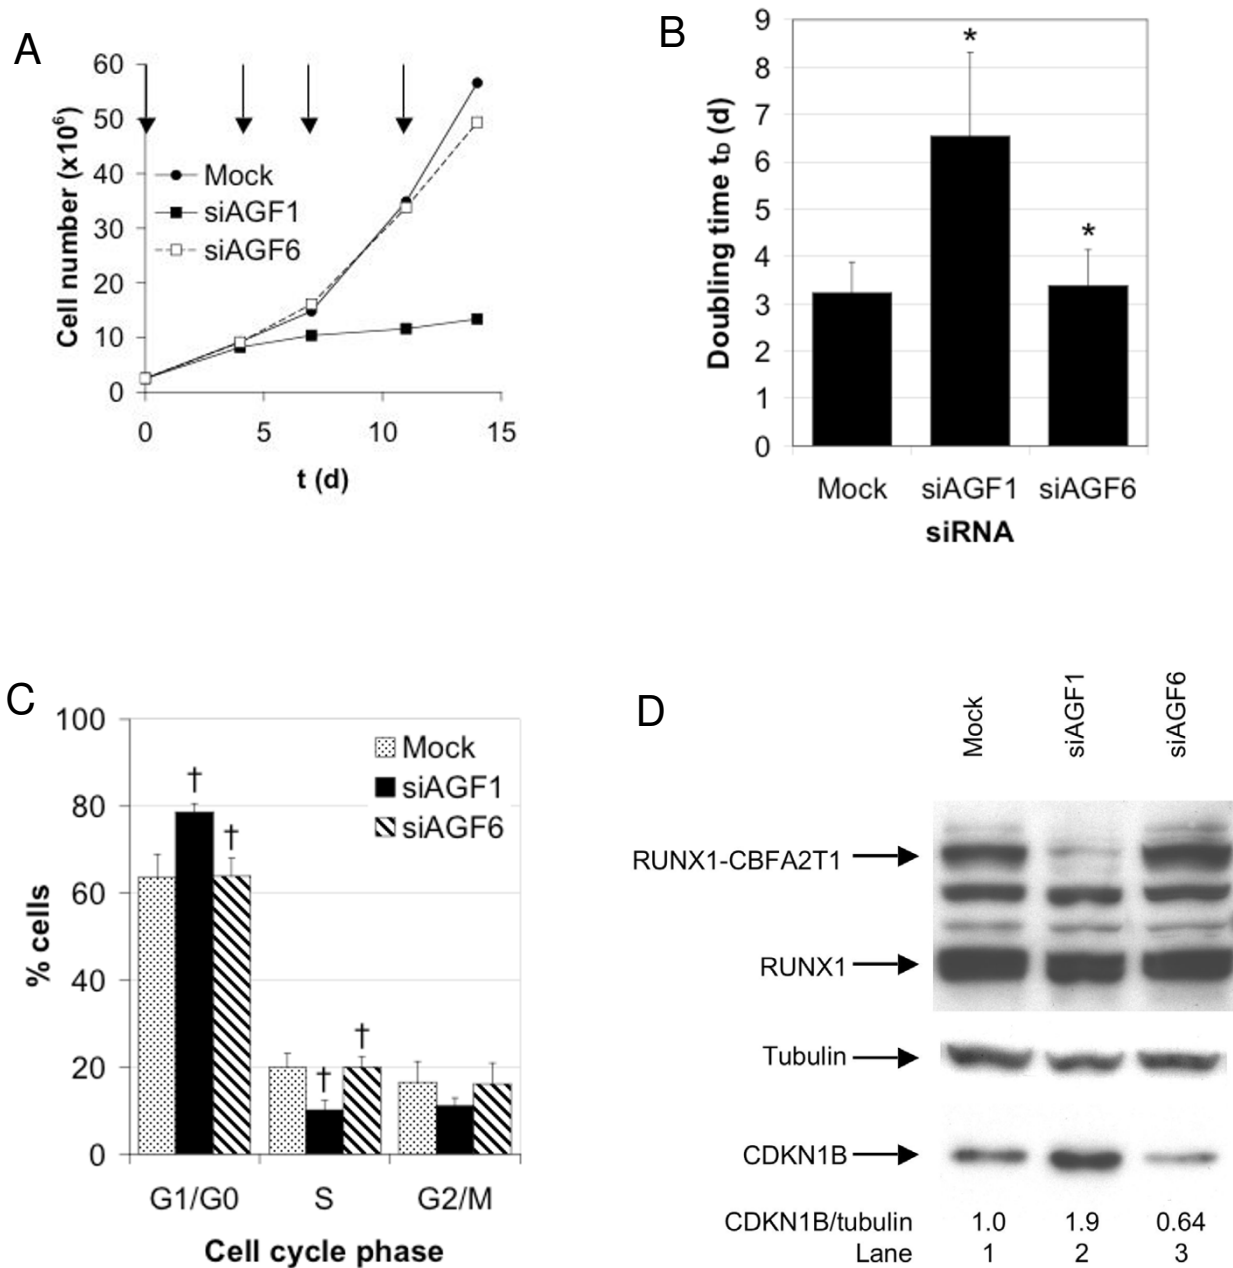 A
Cell number (x10⁶)
60
50
40
30
20
10
0
Mock
siAGF1
siAGF6
0 5 10 15
t (d)
B
Doubling time tD (d)
9
8
7
6
5
4
3
2
1
0
*
*
Mock siAGF1 siAGF6
siRNA
C
% cells
100
80
60
40
20
0
Mock
siAGF1
siAGF6
†
†
†
†
G1/G0 S G2/M
Cell cycle phase
D
Mock
siAGF1
siAGF6
RUNX1-CBFA2T1
RUNX1
Tubulin
CDKN1B
CDKN1B/tubulin 1.0 1.9 0.64
Lane 1 2 3